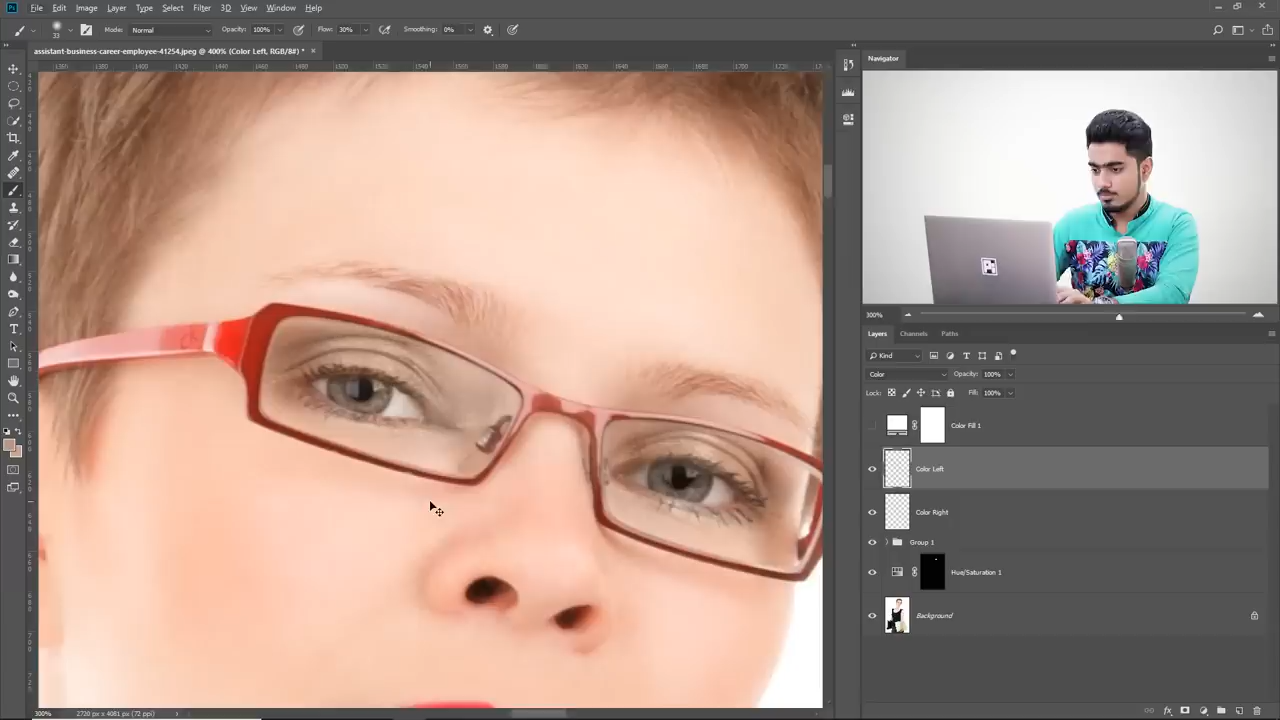 Ps File Edit Image Layer Type Select Filter 3D View Window Help
33 Mode: Normal Opacity: 100% Flow: 30% Smoothing: 0%
assistant-business-career-employee-41254.jpeg @ 400% (Color Left, RGB/8#) *
Navigator
300%
Layers Channels Paths
Kind
Color Opacity: 100%
Lock: Fill: 100%
Color Fill 1
Color Left
Color Right
Group 1
Hue/Saturation 1
Background
300% 2720 px x 4081 px (72 ppi)